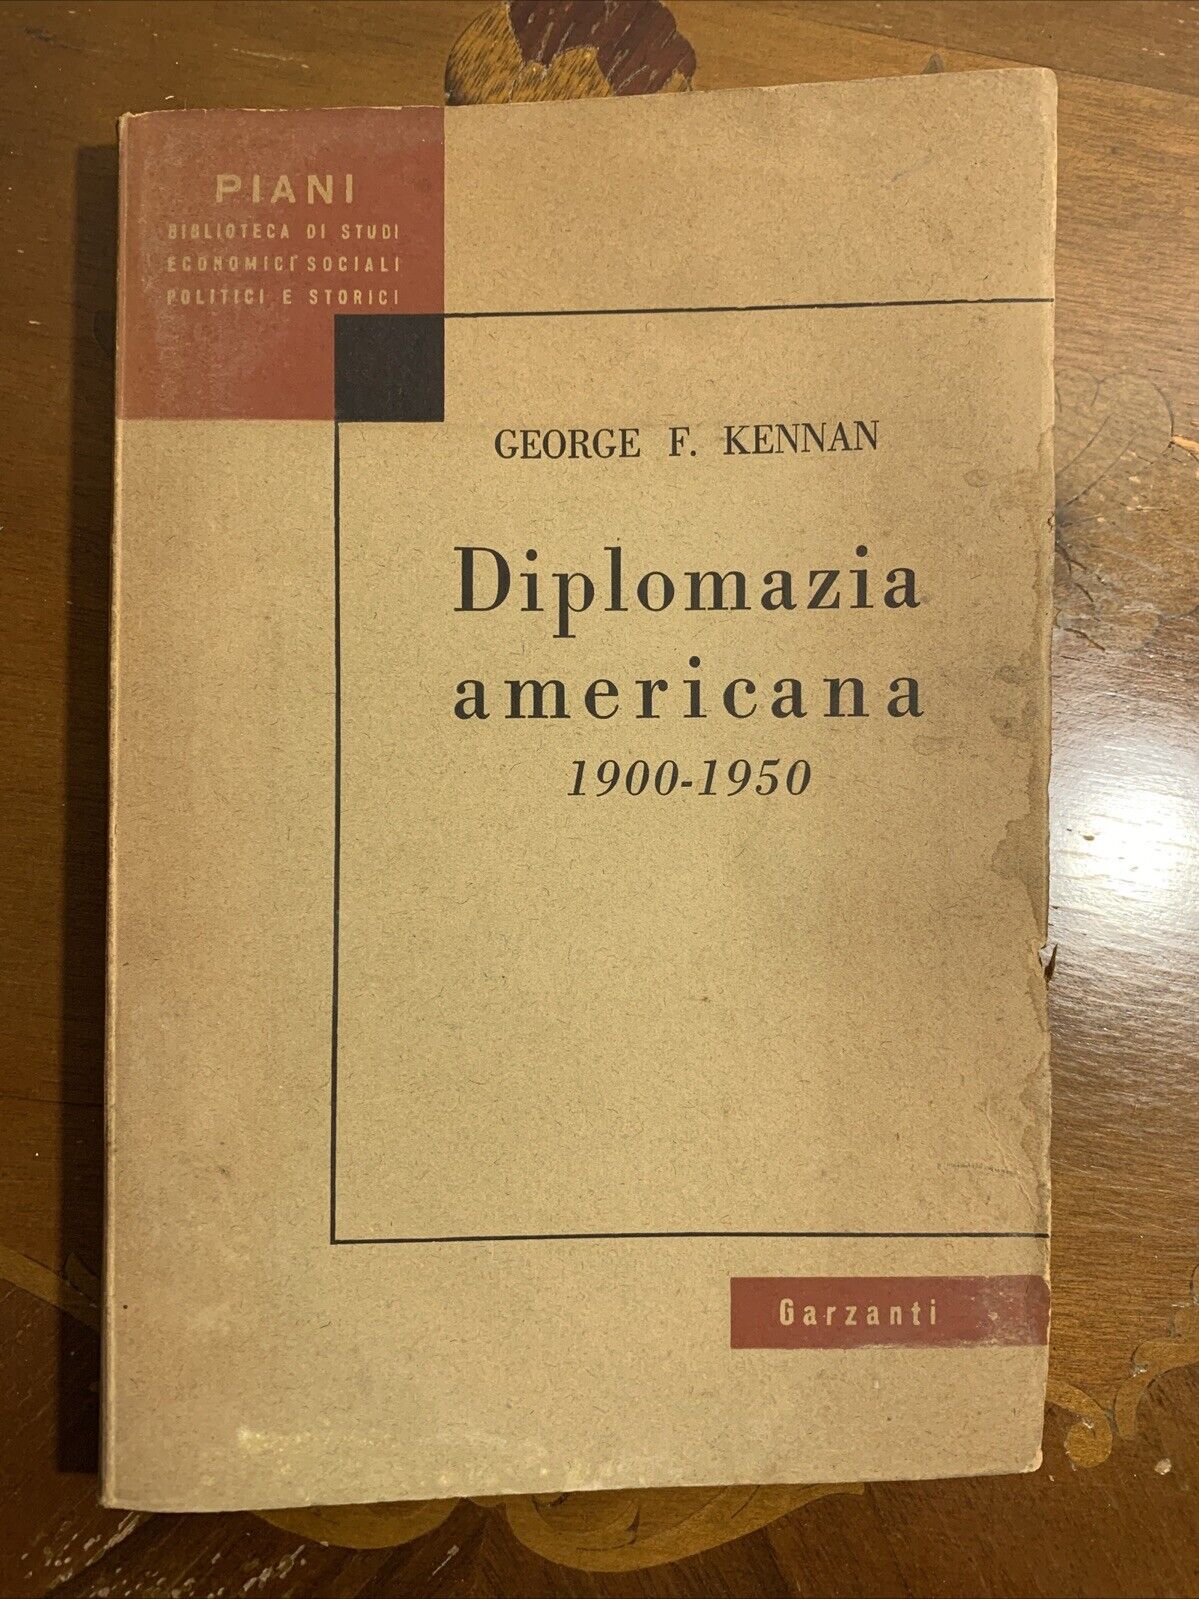 PIANI
BIBLIOTECA DI STUDI
ECONOMICI SOCIALI
POLITICI E STORICI
GEORGE F. KENNAN
Diplomazia
americana
1900-1950
Garzanti